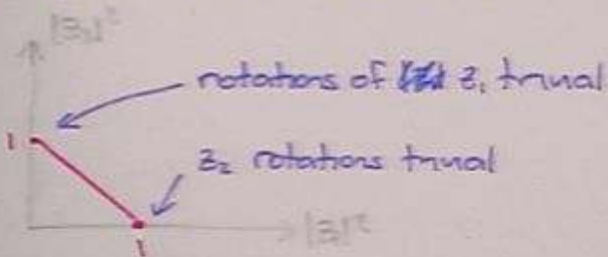 |z₂|²
rotations of z₁ trivial
1
z₂ rotations trivial
|z₁|²
1